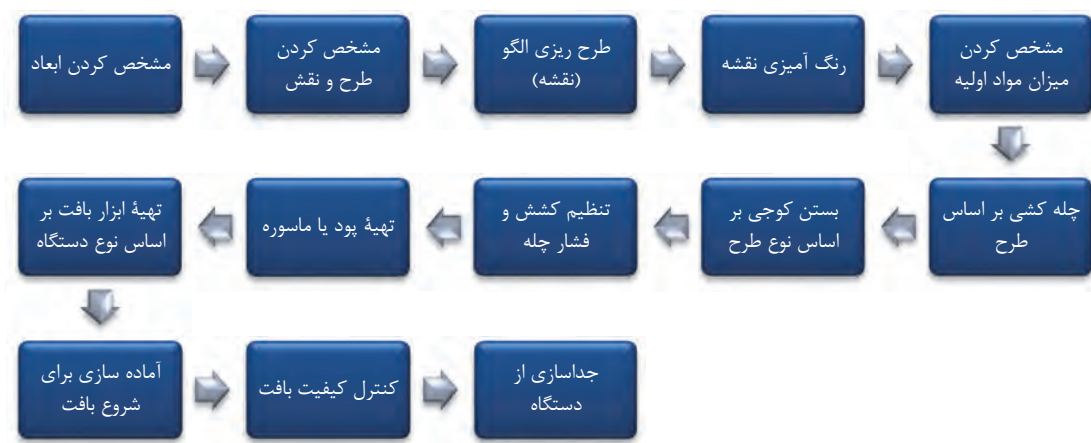 مشخص کردن ابعاد
مشخص کردن
طرح و نقش
طرح ریزی الگو
(نقشه)
رنگ آمیزی نقشه
مشخص کردن
میزان مواد اولیه
چله کشی بر اساس
طرح
بستن کوجی بر
اساس نوع طرح
تنظیم کشش و
فشار چله
تهیۀ پود یا ماسوره
تهیۀ ابزار بافت بر
اساس نوع دستگاه
آماده سازی برای
شروع بافت
کنترل کیفیت بافت
جداسازی از
دستگاه